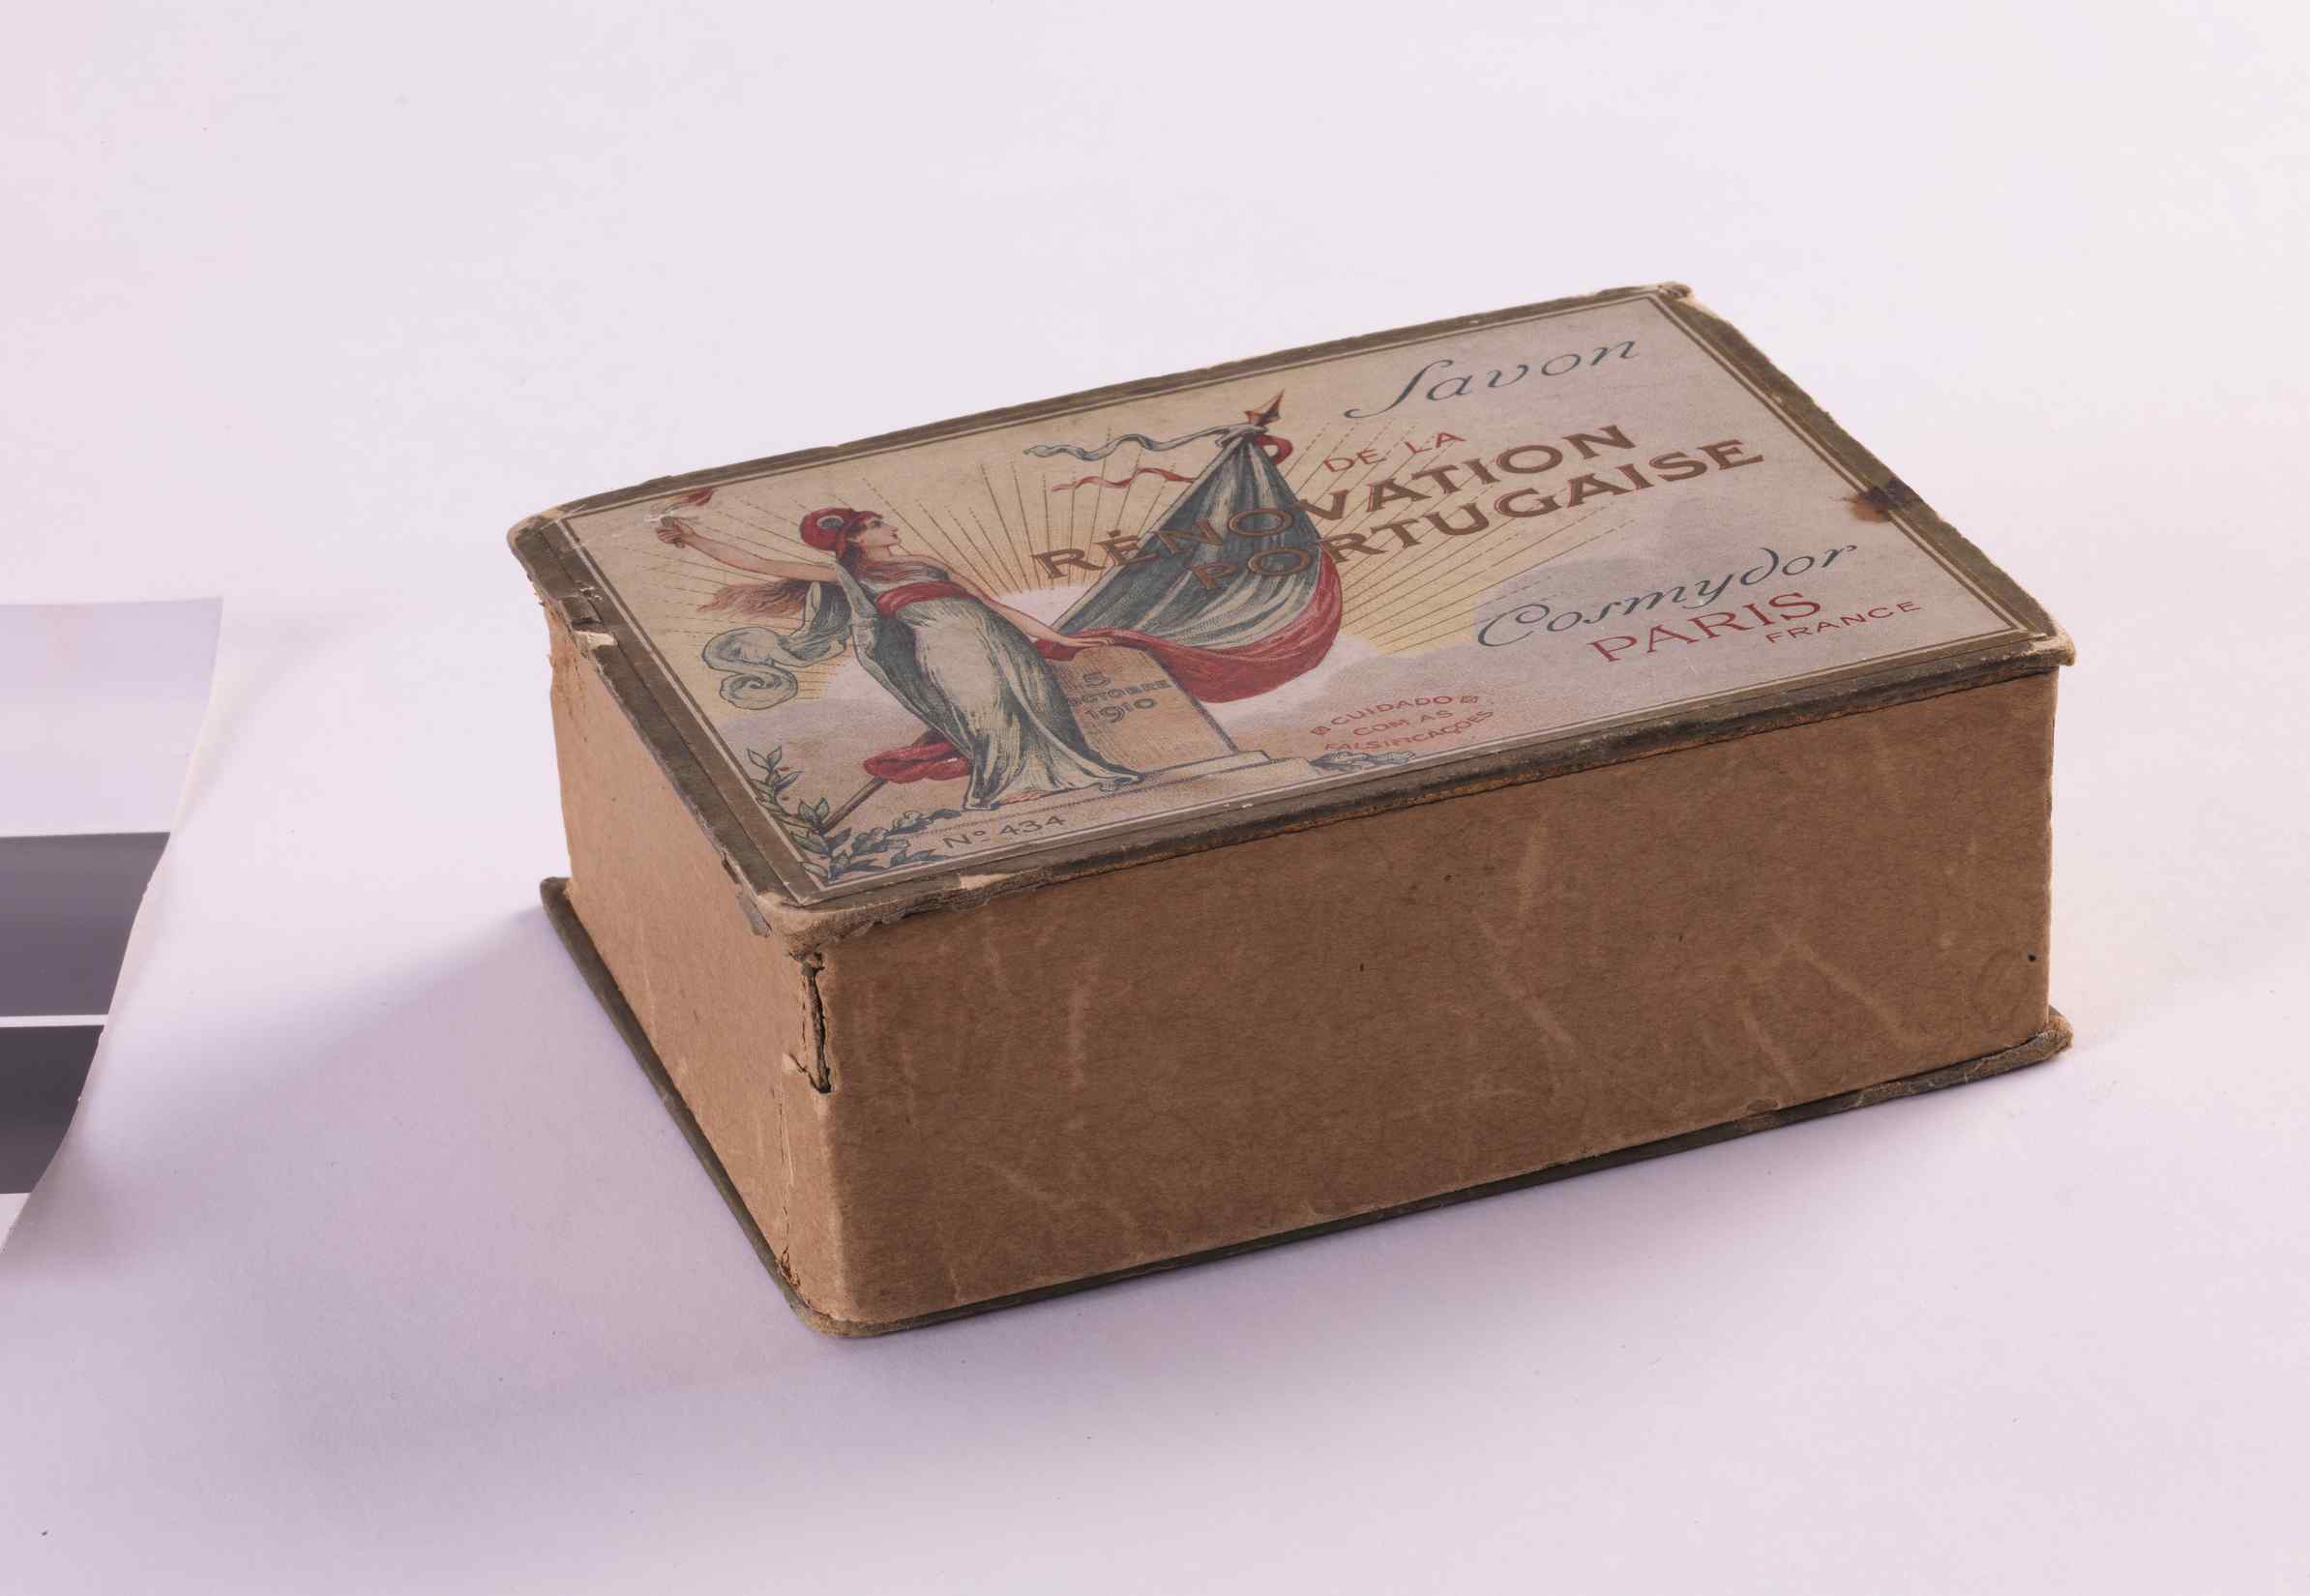 Savon
DE LA
RÉNOVATION
PORTUGAISE
Cosmydor
PARIS
FRANCE
5
OCTOBRE
1910
CUIDADO
COM AS
FALSIFICAÇÕES
Nº 434